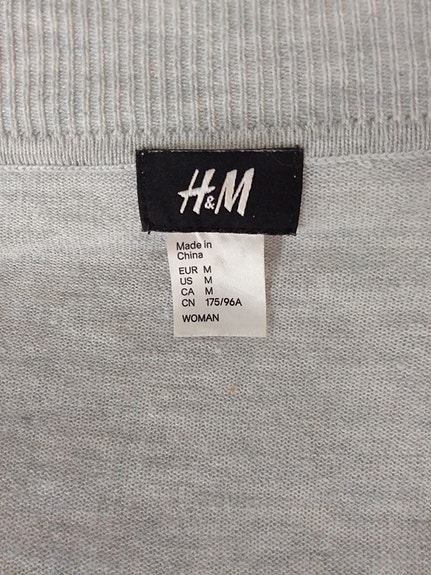 H&M
Made in
China
EUR M
US M
CA M
CN 175/96A
WOMAN